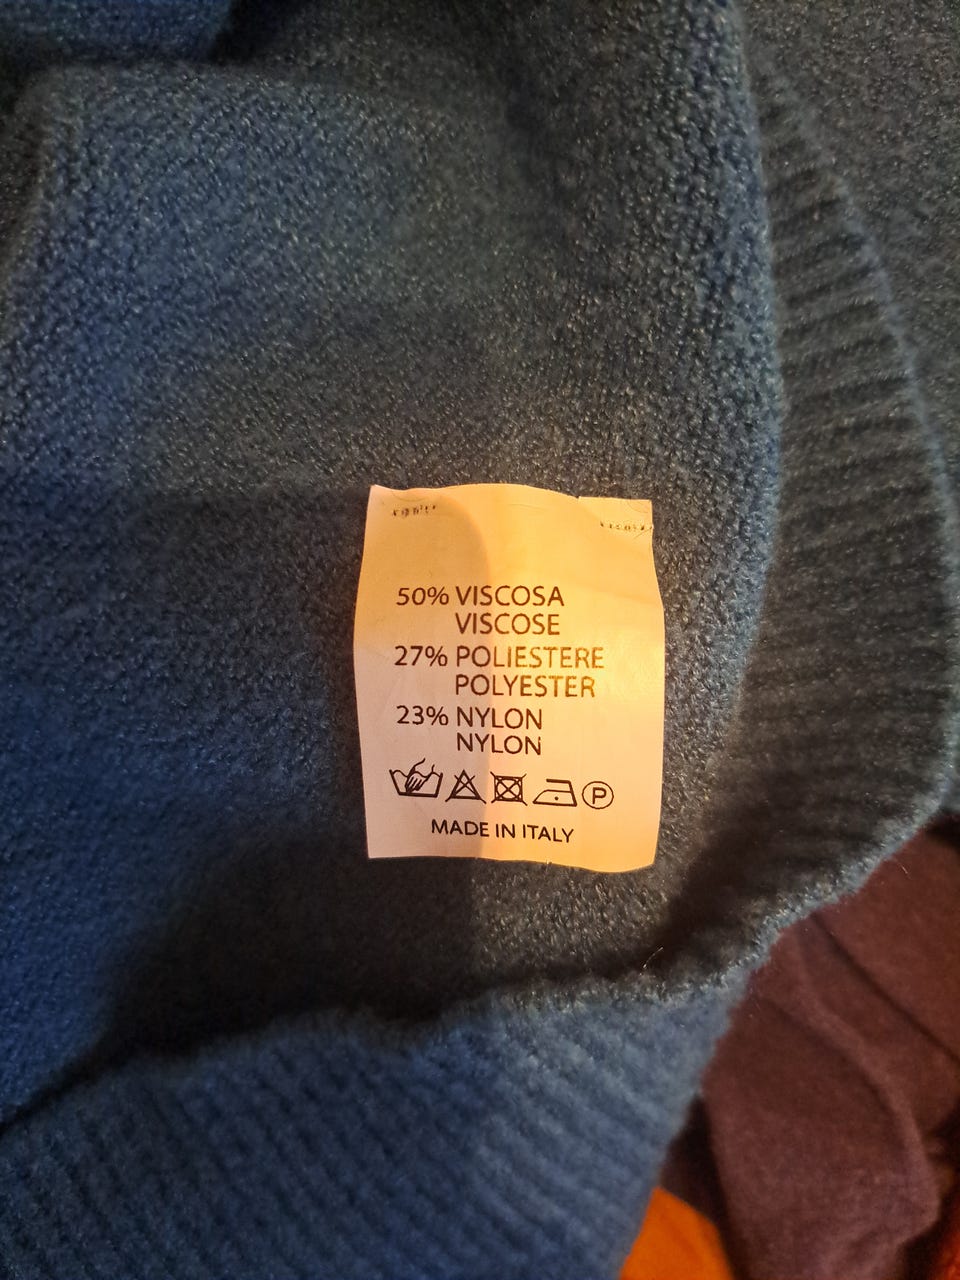 50% VISCOSA
VISCOSE
27% POLIESTERE
POLYESTER
23% NYLON
NYLON
P
MADE IN ITALY